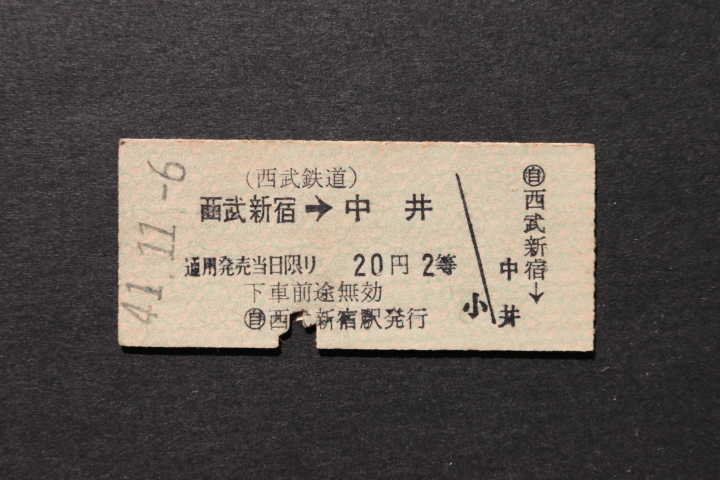 41.11.-6
(西武鉄道)
西武新宿→中井
通用発売当日限り 20円2等
下車前途無効
㊐西武新宿駅発行
小
㊐西武新宿→
中井